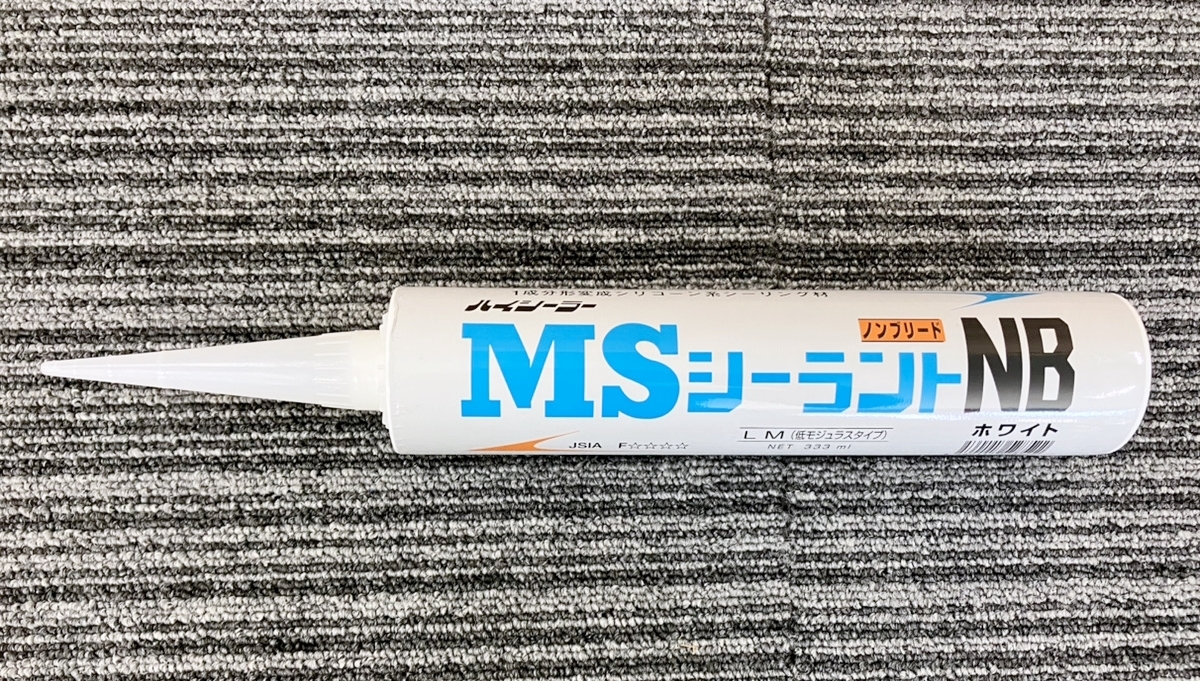 1成分形変成シリコーン系シーリング材
ハイシーラー
ノンブリード
MSシーラントNB
ホワイト
LM(低モジュラスタイプ)
NET 333ml
JSIA F☆☆☆☆